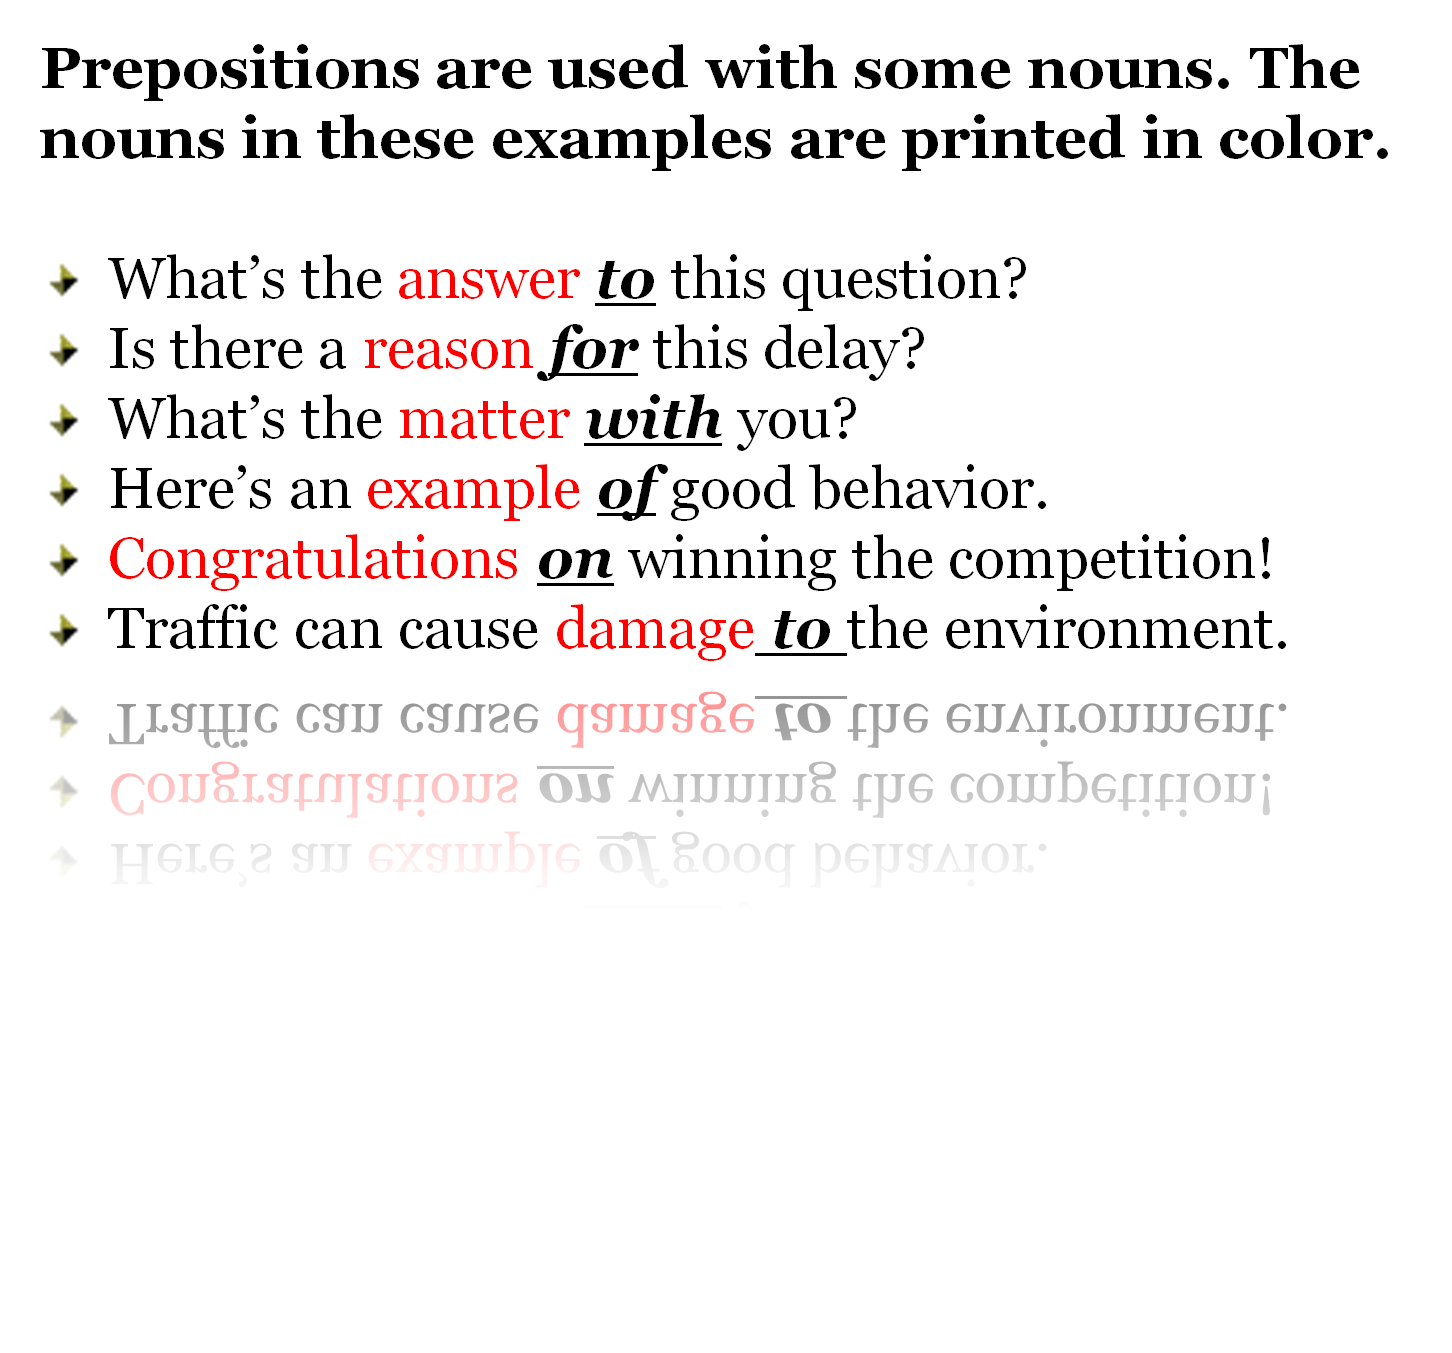 Prepositions are used with some nouns. The
nouns in these examples are printed in color.
What’s the answer to this question?
Is there a reason for this delay?
What’s the matter with you?
Here’s an example of good behavior.
Congratulations on winning the competition!
Traffic can cause damage to the environment.